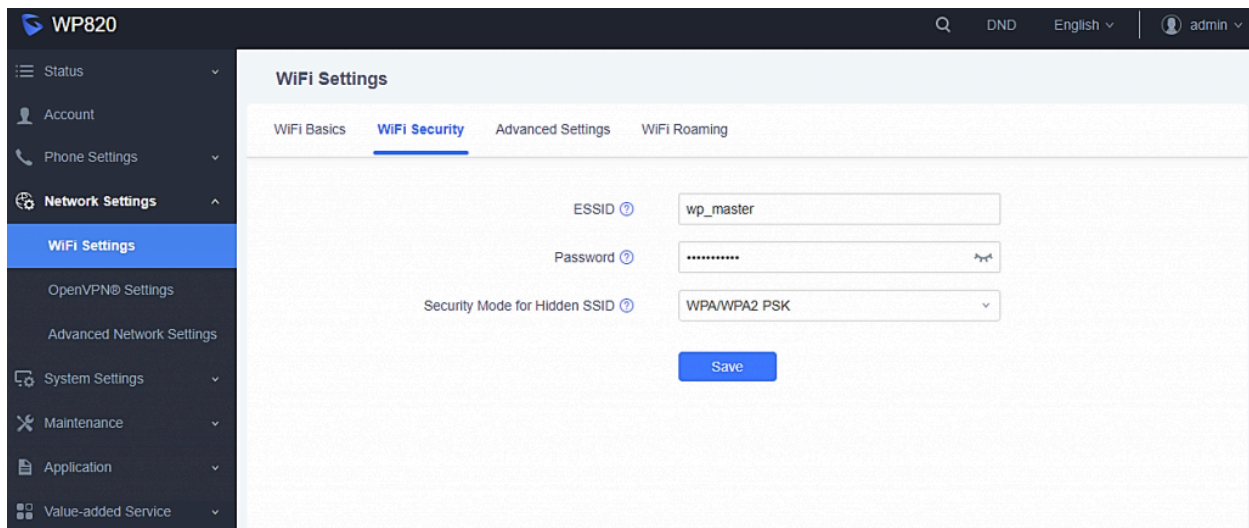 WP820
DND
English
admin
Status
Account
Phone Settings
Network Settings
WiFi Settings
OpenVPN® Settings
Advanced Network Settings
System Settings
Maintenance
Application
Value-added Service
WiFi Settings
WiFi Basics WiFi Security Advanced Settings WiFi Roaming
ESSID wp_master
Password •••••••••••
Security Mode for Hidden SSID WPA/WPA2 PSK
Save